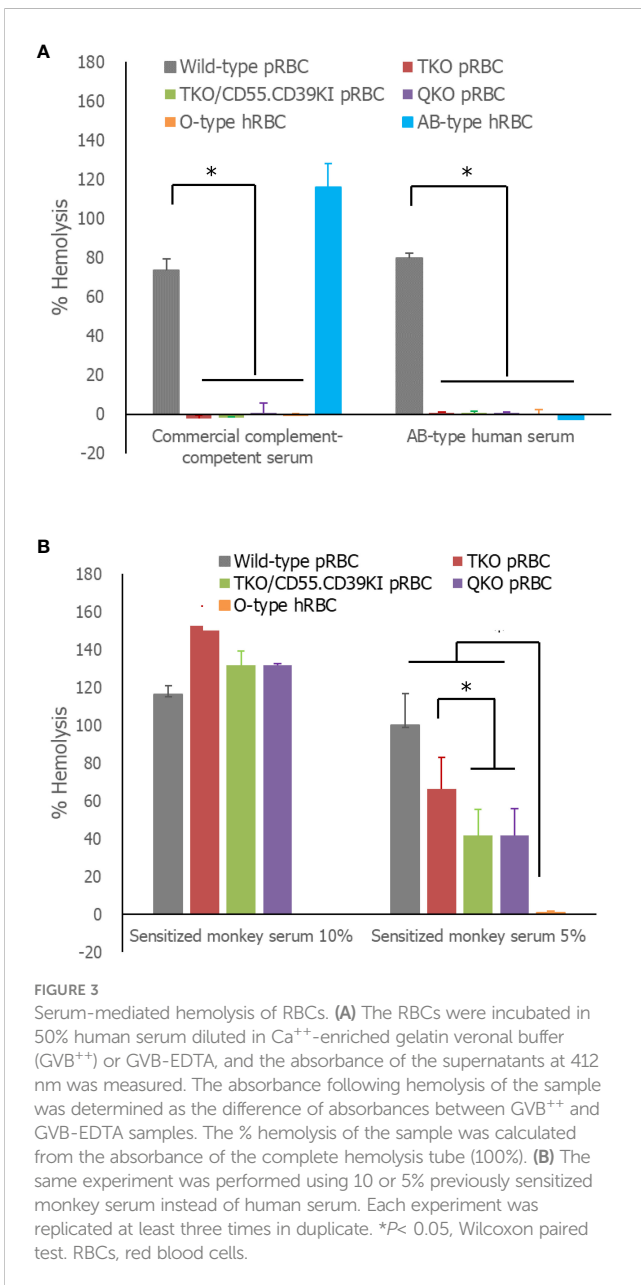 A
Wild-type pRBC TKO pRBC
TKO/CD55.CD39KI pRBC QKO pRBC
O-type hRBC AB-type hRBC
180
160
140
120
100
80
60
40
20
0
-20
% Hemolysis
* *
Commercial complement-
competent serum
AB-type human serum
B
Wild-type pRBC TKO pRBC
TKO/CD55.CD39KI pRBC QKO pRBC
O-type hRBC
180
160
140
120
100
80
60
40
20
0
-20
% Hemolysis
*
Sensitized monkey serum 10% Sensitized monkey serum 5%
FIGURE 3
Serum-mediated hemolysis of RBCs. (A) The RBCs were incubated in
50% human serum diluted in Ca++-enriched gelatin veronal buffer
(GVB++) or GVB-EDTA, and the absorbance of the supernatants at 412
nm was measured. The absorbance following hemolysis of the sample
was determined as the difference of absorbances between GVB++ and
GVB-EDTA samples. The % hemolysis of the sample was calculated
from the absorbance of the complete hemolysis tube (100%). (B) The
same experiment was performed using 10 or 5% previously sensitized
monkey serum instead of human serum. Each experiment was
replicated at least three times in duplicate. *P< 0.05, Wilcoxon paired
test. RBCs, red blood cells.